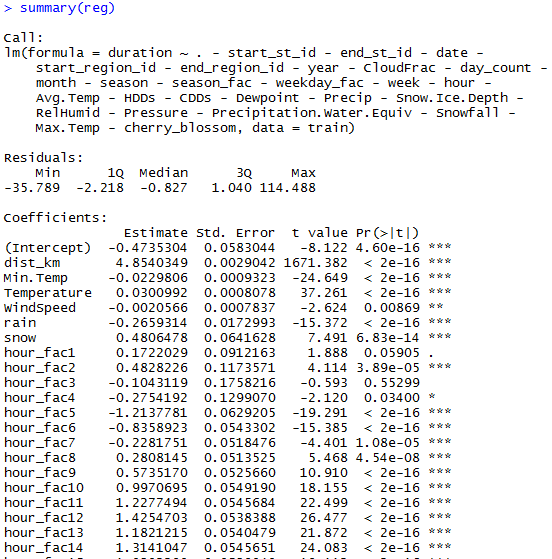 > summary(reg)
Call:
lm(formula = duration ~ . - start_st_id - end_st_id - date -
    start_region_id - end_region_id - year - CloudFrac - day_count -
    month - season - season_fac - weekday_fac - week - hour -
    Avg.Temp - HDDs - CDDs - Dewpoint - Precip - Snow.Ice.Depth -
    RelHumid - Pressure - Precipitation.Water.Equiv - Snowfall -
    Max.Temp - cherry_blossom, data = train)
Residuals:
    Min      1Q  Median      3Q     Max
-35.789  -2.218  -0.827   1.040 114.488
Coefficients:
              Estimate Std. Error  t value Pr(>|t|)
(Intercept) -0.4735304  0.0583044   -8.122 4.60e-16 ***
dist_km      4.8540349  0.0029042 1671.382  < 2e-16 ***
Min.Temp    -0.0229806  0.0009323  -24.649  < 2e-16 ***
Temperature  0.0300992  0.0008078   37.261  < 2e-16 ***
WindSpeed   -0.0020566  0.0007837   -2.624  0.00869 **
rain        -0.2659314  0.0172993  -15.372  < 2e-16 ***
snow         0.4806478  0.0641628    7.491 6.83e-14 ***
hour_fac1    0.1722029  0.0912163    1.888  0.05905 .
hour_fac2    0.4828226  0.1173571    4.114 3.89e-05 ***
hour_fac3   -0.1043119  0.1758216   -0.593  0.55299
hour_fac4   -0.2754192  0.1299070   -2.120  0.03400 *
hour_fac5   -1.2137781  0.0629205  -19.291  < 2e-16 ***
hour_fac6   -0.8358923  0.0543302  -15.385  < 2e-16 ***
hour_fac7   -0.2281751  0.0518476   -4.401 1.08e-05 ***
hour_fac8    0.2808145  0.0513525    5.468 4.54e-08 ***
hour_fac9    0.5735170  0.0525660   10.910  < 2e-16 ***
hour_fac10   0.9970695  0.0549190   18.155  < 2e-16 ***
hour_fac11   1.2277494  0.0545684   22.499  < 2e-16 ***
hour_fac12   1.4254703  0.0538388   26.477  < 2e-16 ***
hour_fac13   1.1821215  0.0540479   21.872  < 2e-16 ***
hour_fac14   1.3141047  0.0545651   24.083  < 2e-16 ***